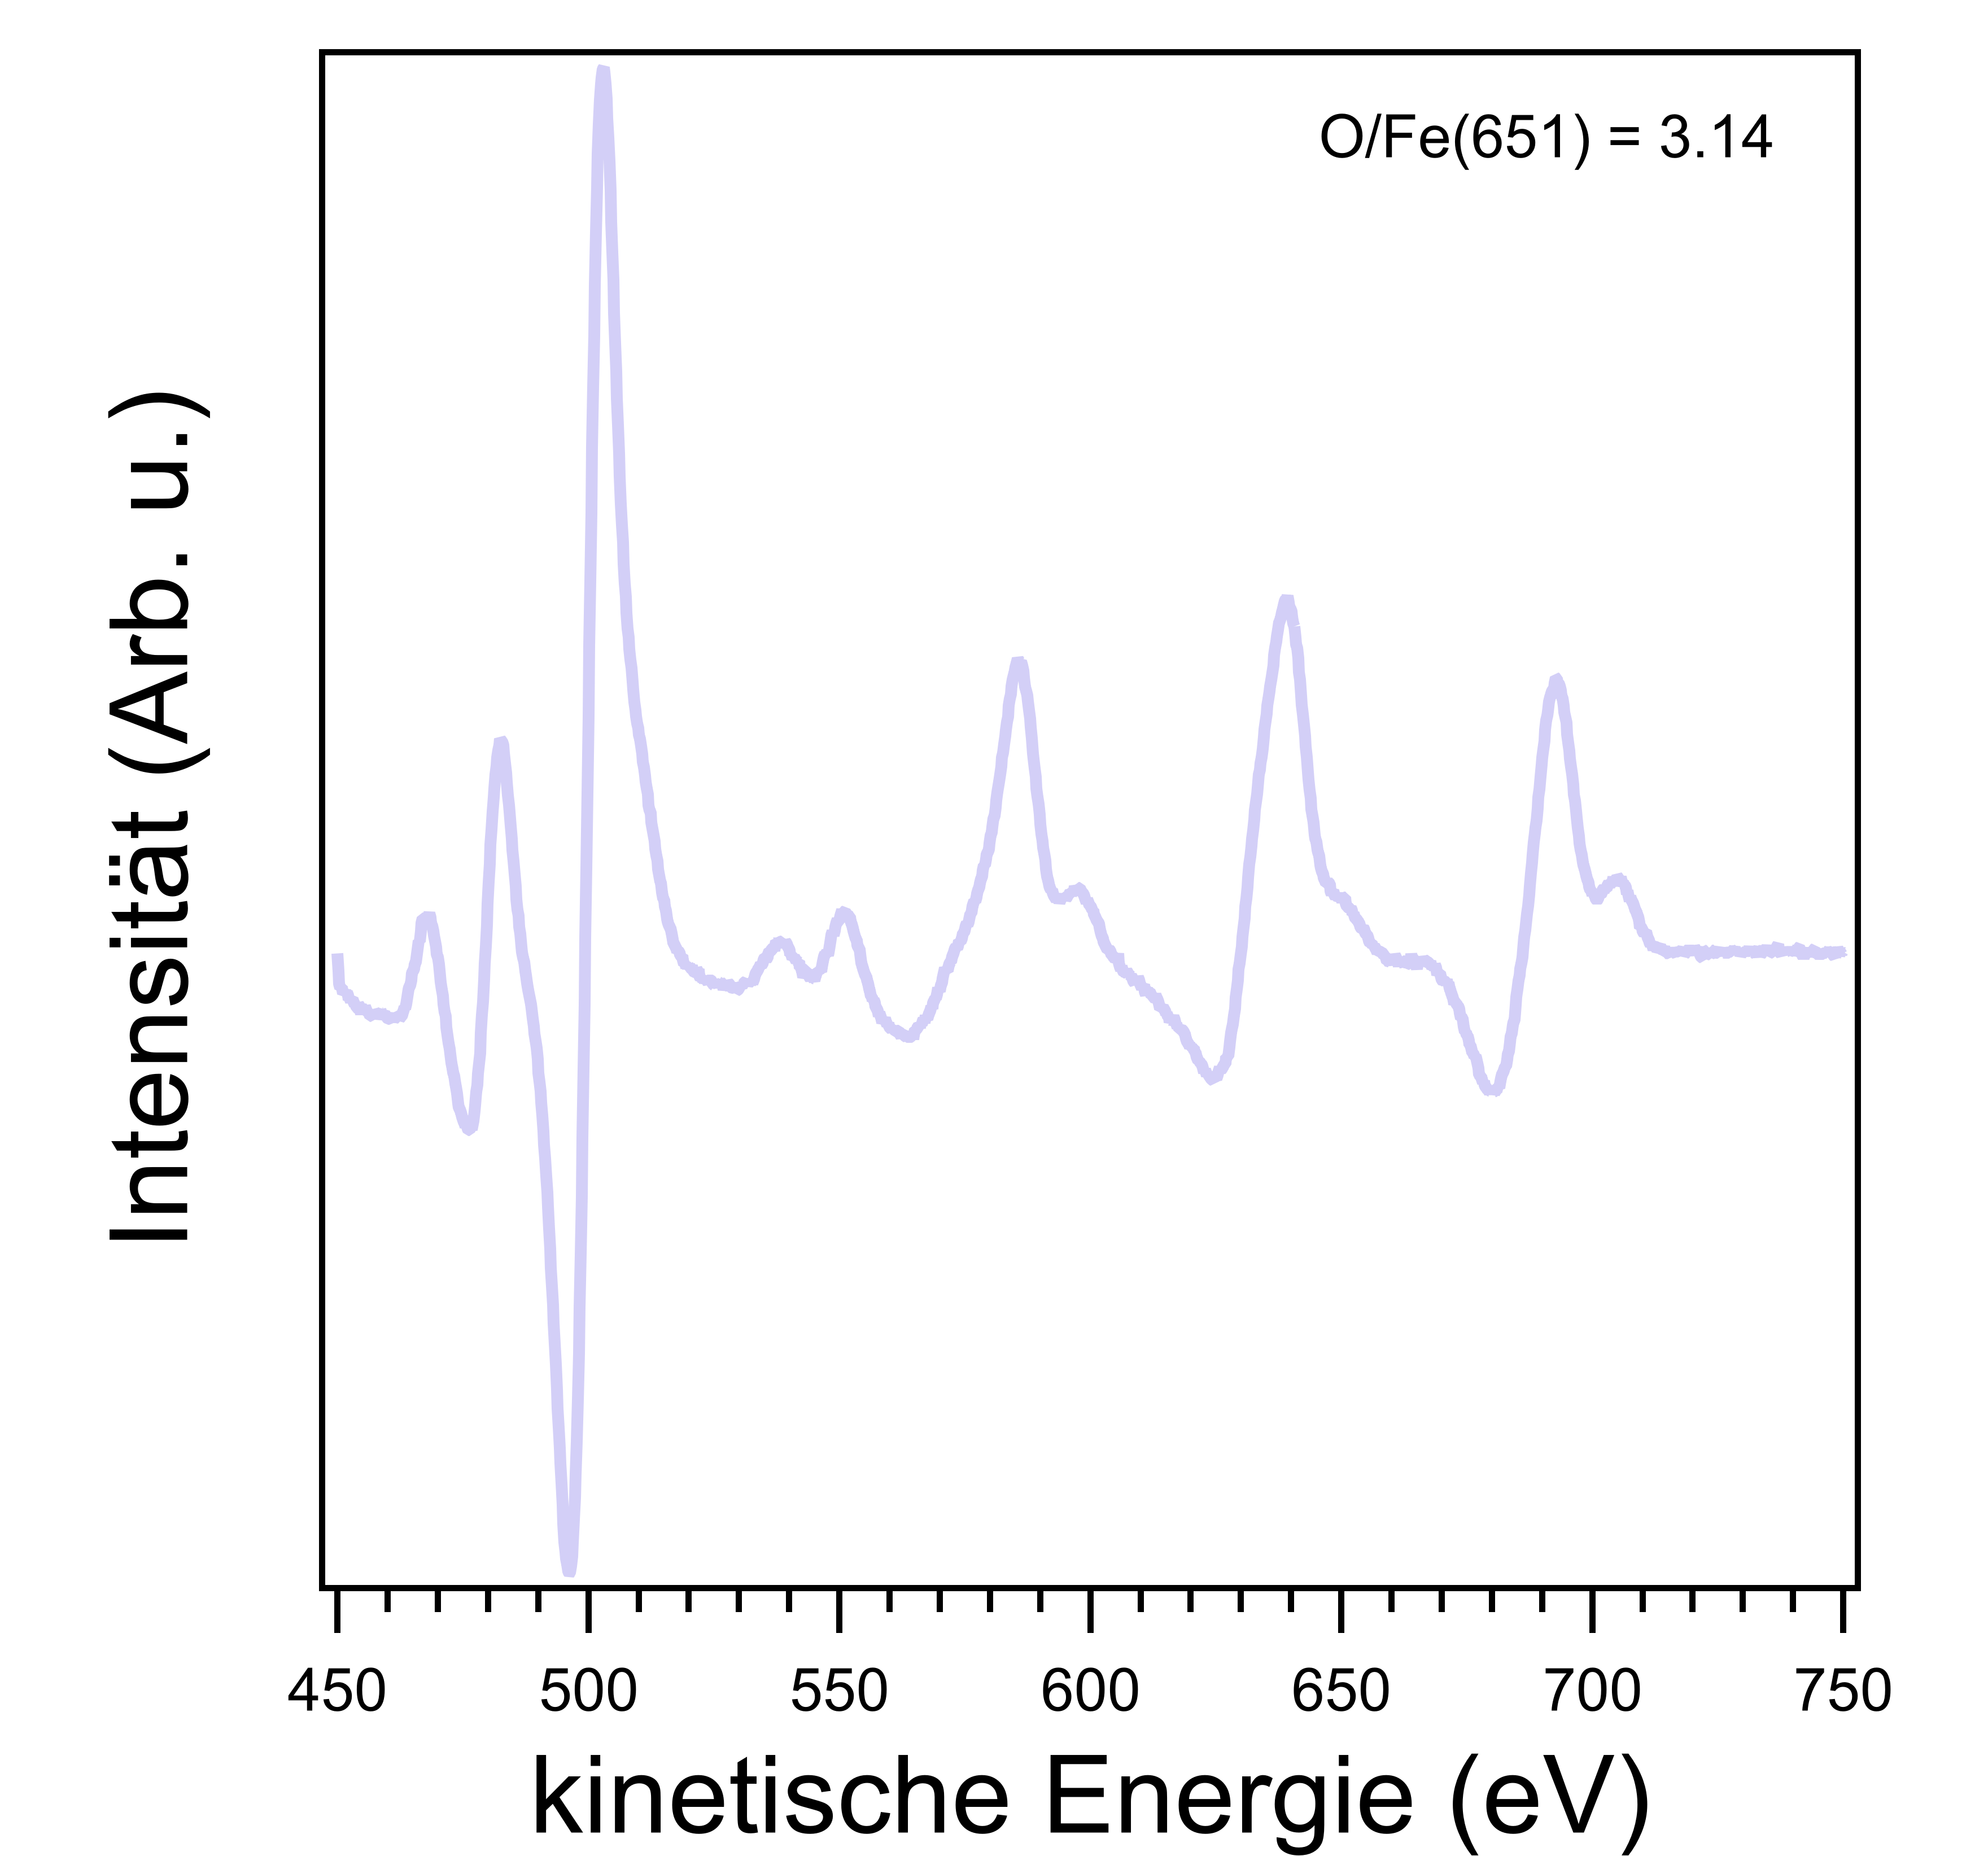 O/Fe(651) = 3.14
Intensität (Arb. u.)
450 500 550 600 650 700 750
kinetische Energie (eV)